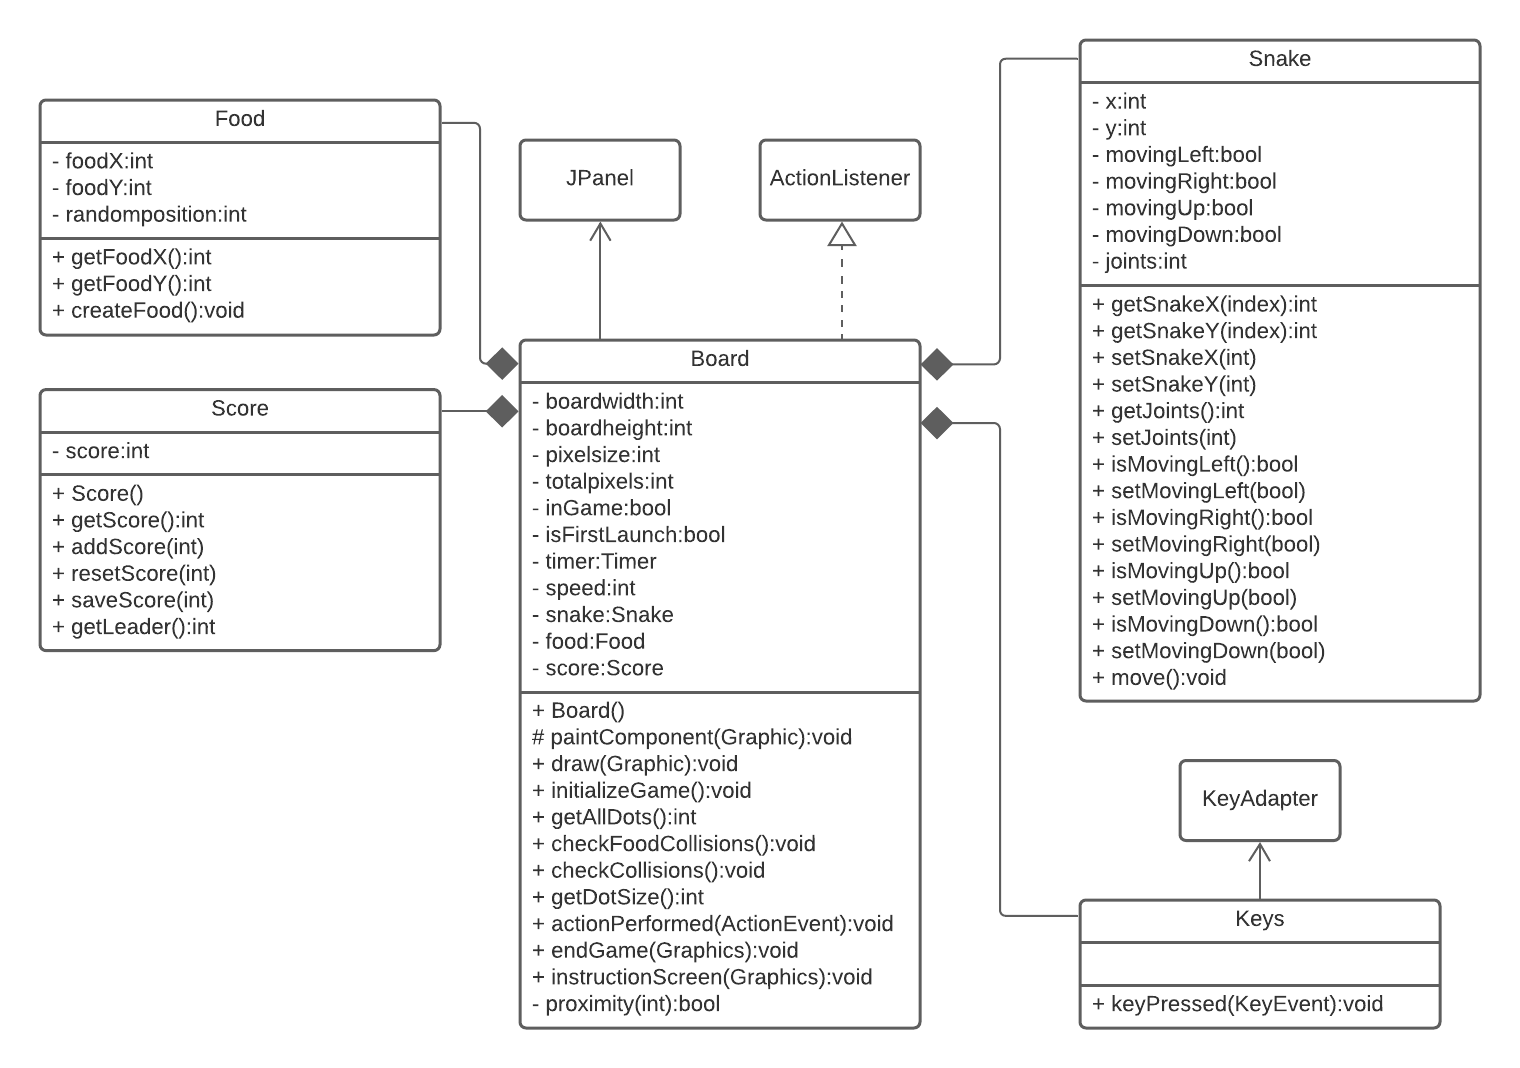 Food
- foodX:int
- foodY:int
- randomposition:int
+ getFoodX():int
+ getFoodY():int
+ createFood():void
Score
- score:int
+ Score()
+ getScore():int
+ addScore(int)
+ resetScore(int)
+ saveScore(int)
+ getLeader():int
JPanel
ActionListener
Board
- boardwidth:int
- boardheight:int
- pixelsize:int
- totalpixels:int
- inGame:bool
- isFirstLaunch:bool
- timer:Timer
- speed:int
- snake:Snake
- food:Food
- score:Score
+ Board()
# paintComponent(Graphic):void
+ draw(Graphic):void
+ initializeGame():void
+ getAllDots():int
+ checkFoodCollisions():void
+ checkCollisions():void
+ getDotSize():int
+ actionPerformed(ActionEvent):void
+ endGame(Graphics):void
+ instructionScreen(Graphics):void
- proximity(int):bool
Snake
- x:int
- y:int
- movingLeft:bool
- movingRight:bool
- movingUp:bool
- movingDown:bool
- joints:int
+ getSnakeX(index):int
+ getSnakeY(index):int
+ setSnakeX(int)
+ setSnakeY(int)
+ getJoints():int
+ setJoints(int)
+ isMovingLeft():bool
+ setMovingLeft(bool)
+ isMovingRight():bool
+ setMovingRight(bool)
+ isMovingUp():bool
+ setMovingUp(bool)
+ isMovingDown():bool
+ setMovingDown(bool)
+ move():void
KeyAdapter
Keys
+ keyPressed(KeyEvent):void